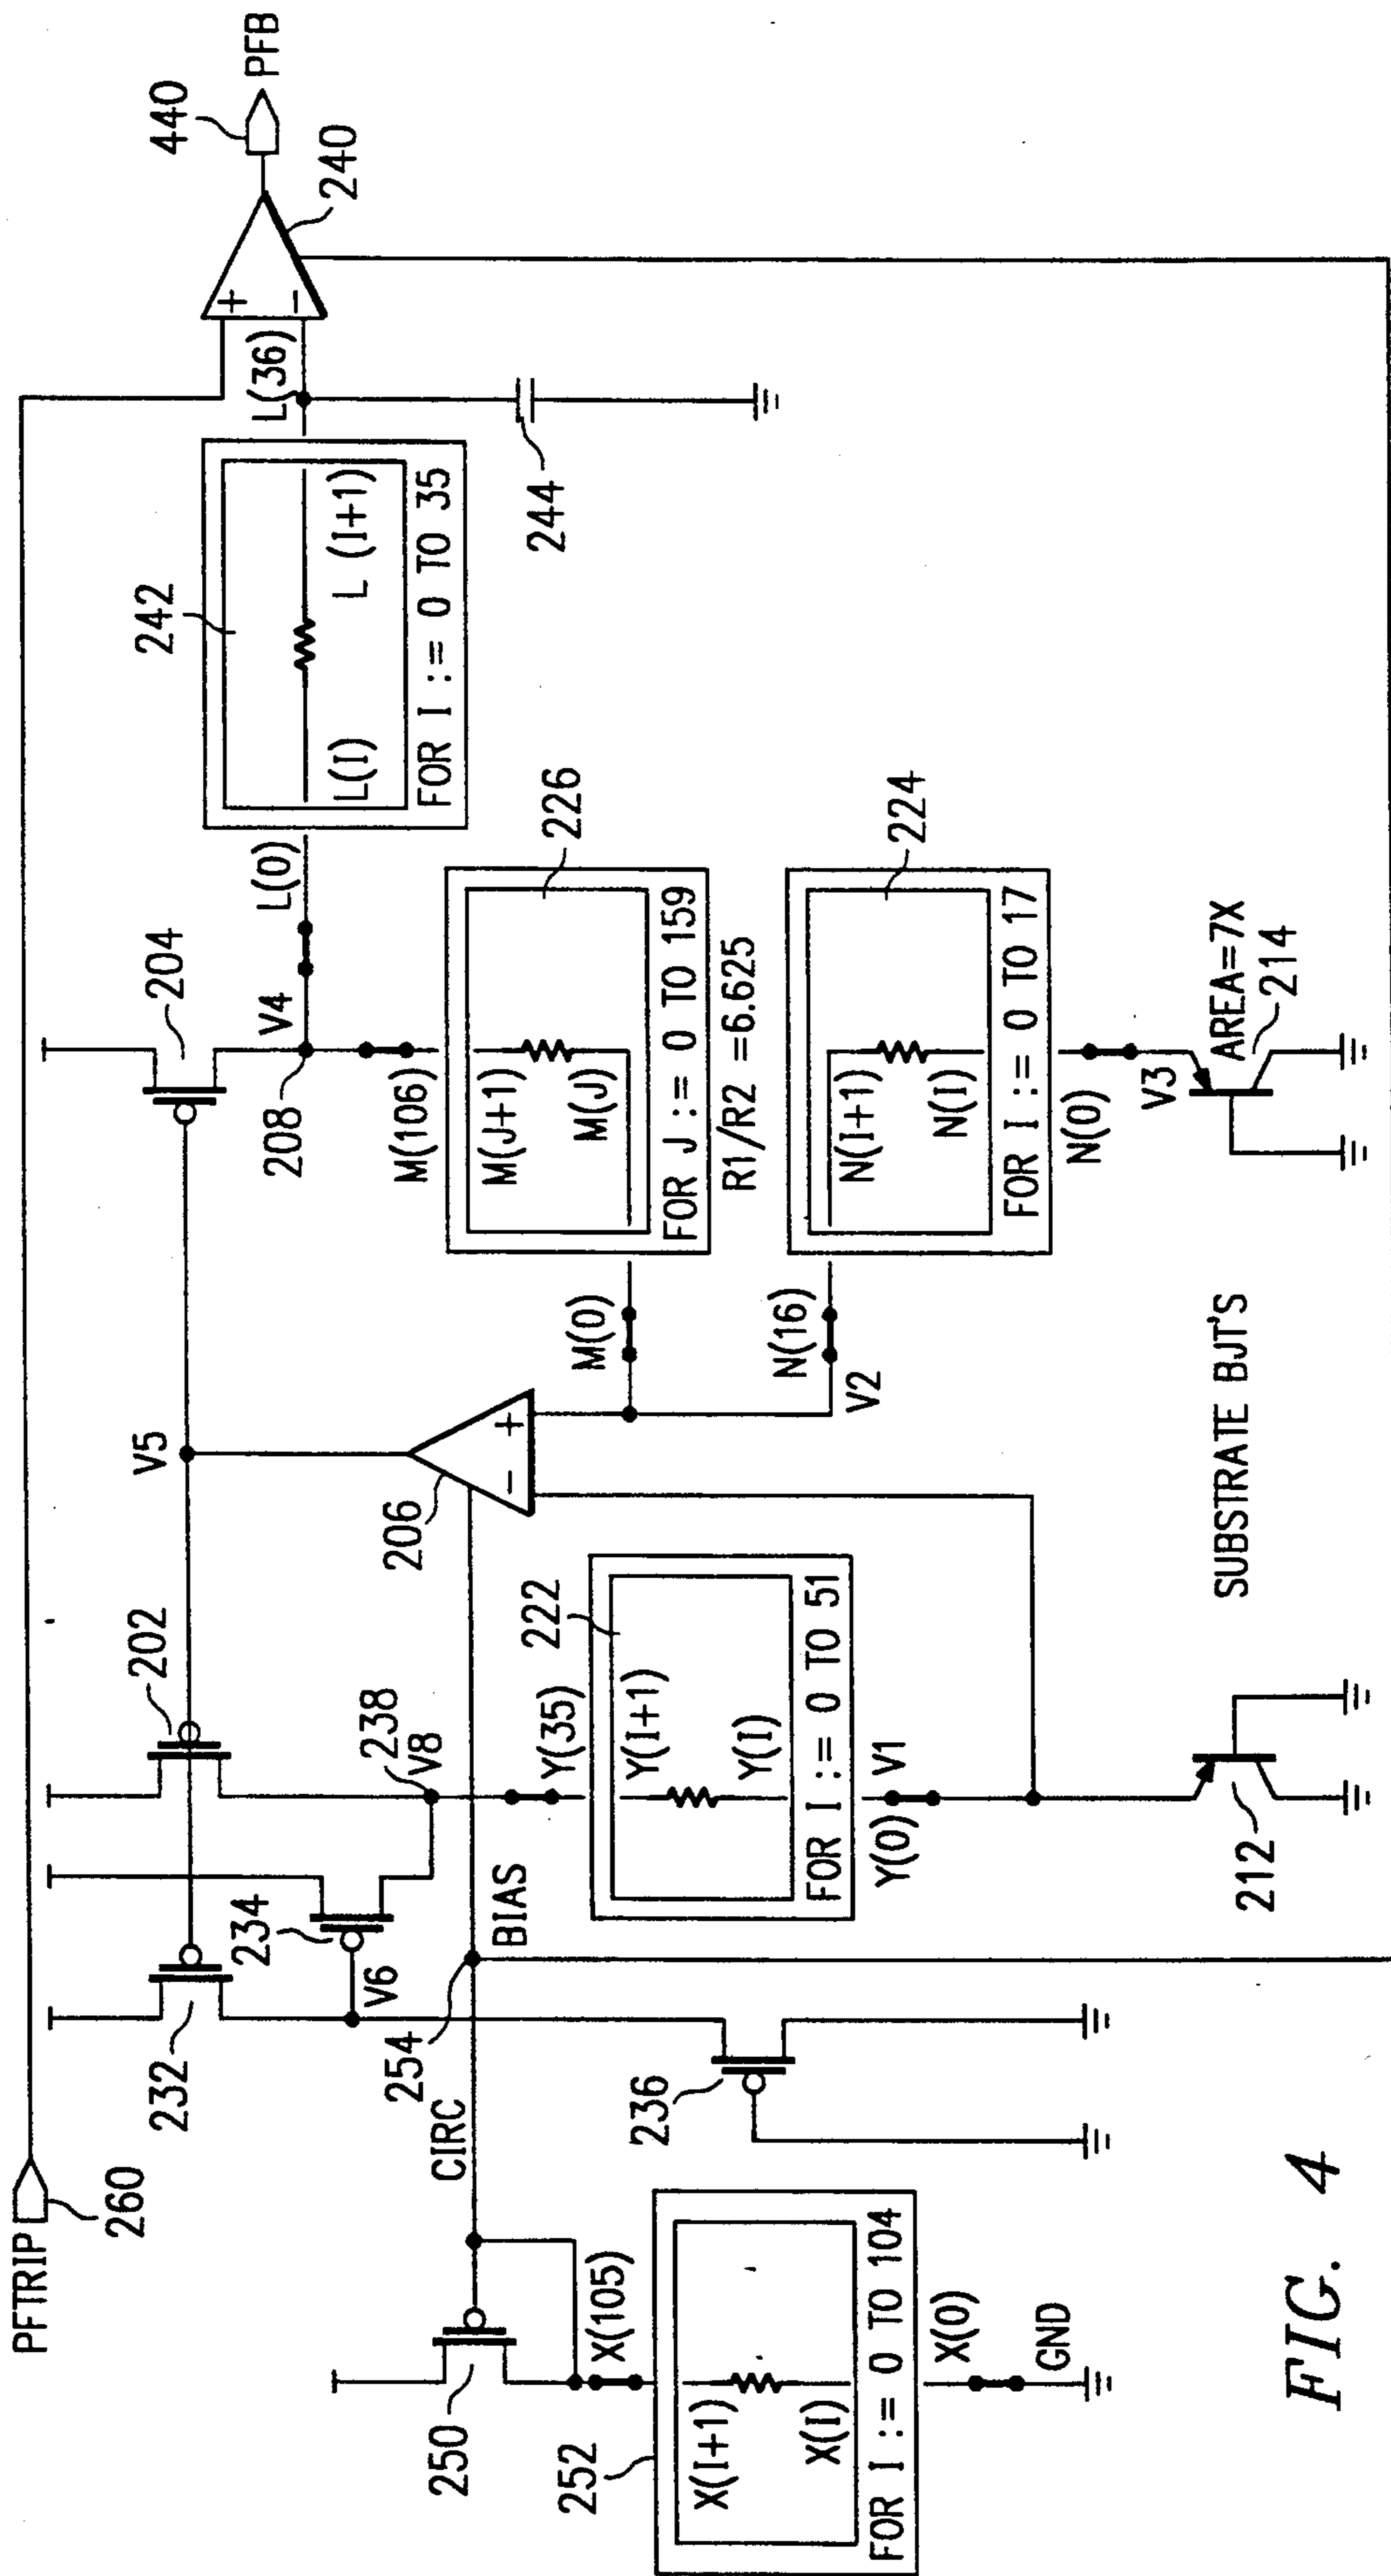 PFTRIP
260
232
202
V5
204
242
L(I)
L (I+1)
FOR I := 0 TO 35
L(0)
L(36)
+
−
440
PFB
240
244
V4
208
234
V6
238
V8
206
−
+
M(106)
M(J+1)
M(J)
226
FOR J := 0 TO 159
R1/R2 =6.625
M(0)
CIRC
254
BIAS
250
X(105)
252
X(I+1)
X(I)
FOR I := 0 TO 104
X(0)
GND
236
Y(35)
222
Y(I+1)
Y(I)
FOR I := 0 TO 51
Y(0)
V1
N(16)
V2
N(I+1)
N(I)
224
FOR I := 0 TO 17
N(0)
V3
AREA=7X
214
212
SUBSTRATE BJT'S
FIG. 4